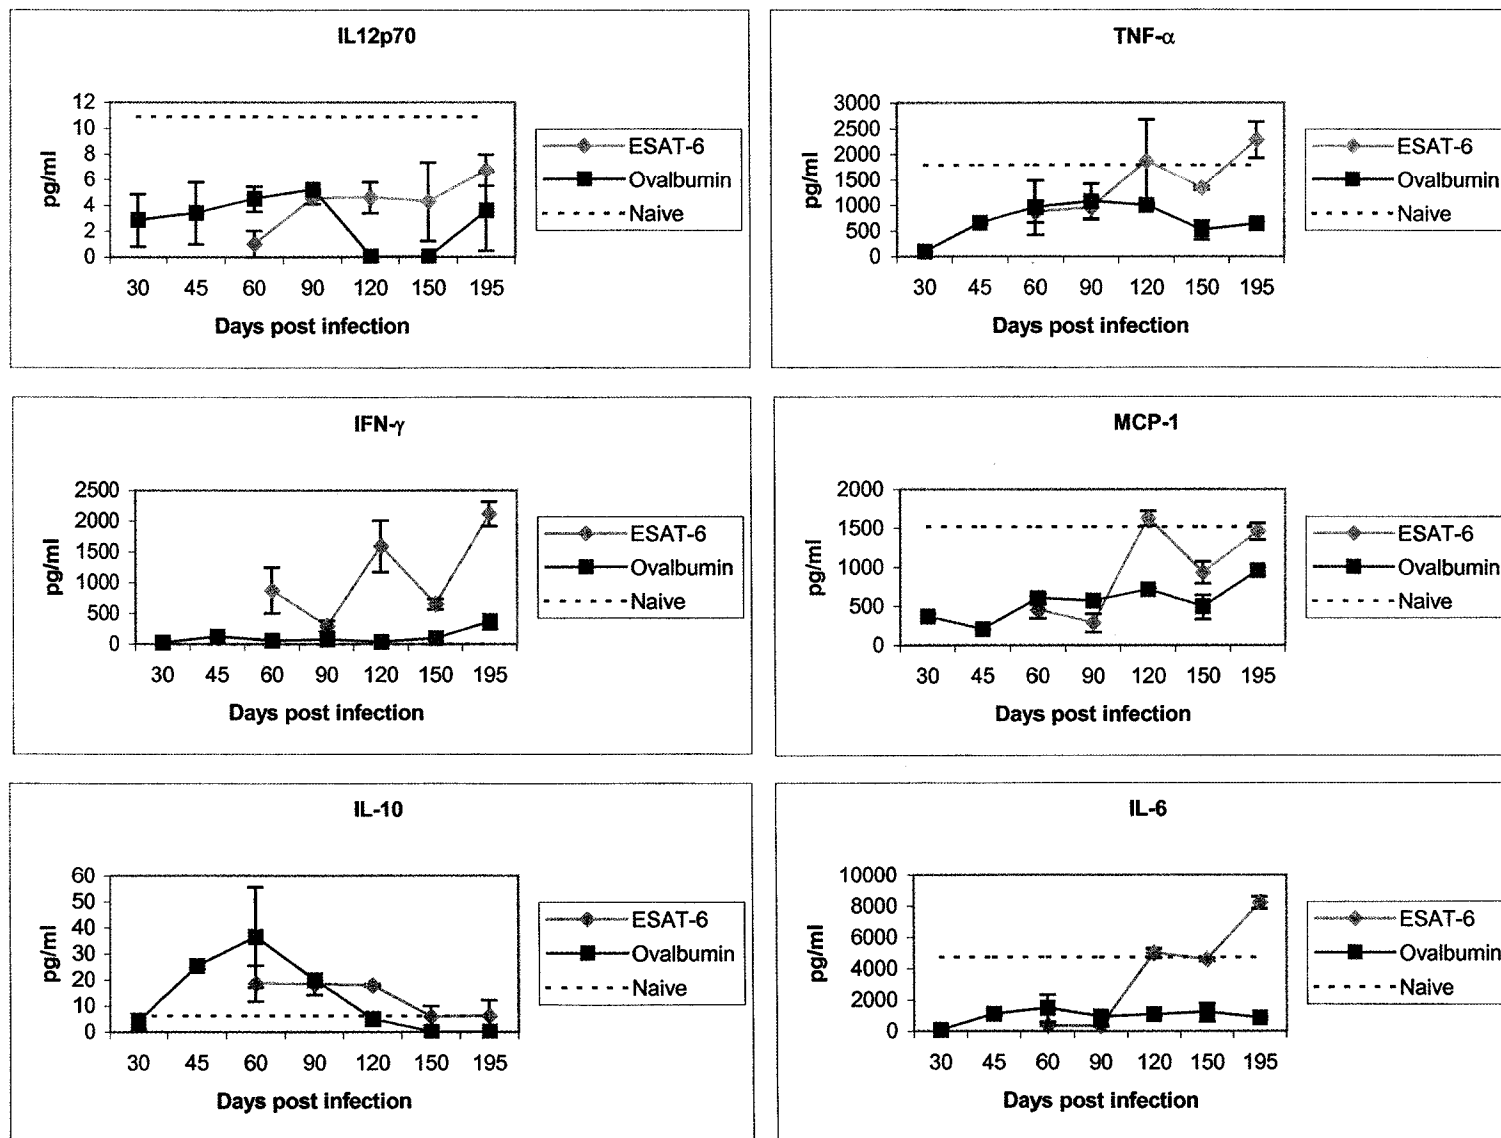 IL12p70
12
10
8
6
4
2
0
pg/ml
30 45 60 90 120 150 195
Days post infection
ESAT-6
Ovalbumin
Naive
TNF-α
3000
2500
2000
1500
1000
500
0
pg/ml
30 45 60 90 120 150 195
Days post infection
ESAT-6
Ovalbumin
Naive
IFN-γ
2500
2000
1500
1000
500
0
pg/ml
30 45 60 90 120 150 195
Days post infection
ESAT-6
Ovalbumin
Naive
MCP-1
2000
1500
1000
500
0
pg/ml
30 45 60 90 120 150 195
Days post infection
ESAT-6
Ovalbumin
Naive
IL-10
60
50
40
30
20
10
0
pg/ml
30 45 60 90 120 150 195
Days post infection
ESAT-6
Ovalbumin
Naive
IL-6
10000
8000
6000
4000
2000
0
pg/ml
30 45 60 90 120 150 195
Days post infection
ESAT-6
Ovalbumin
Naive